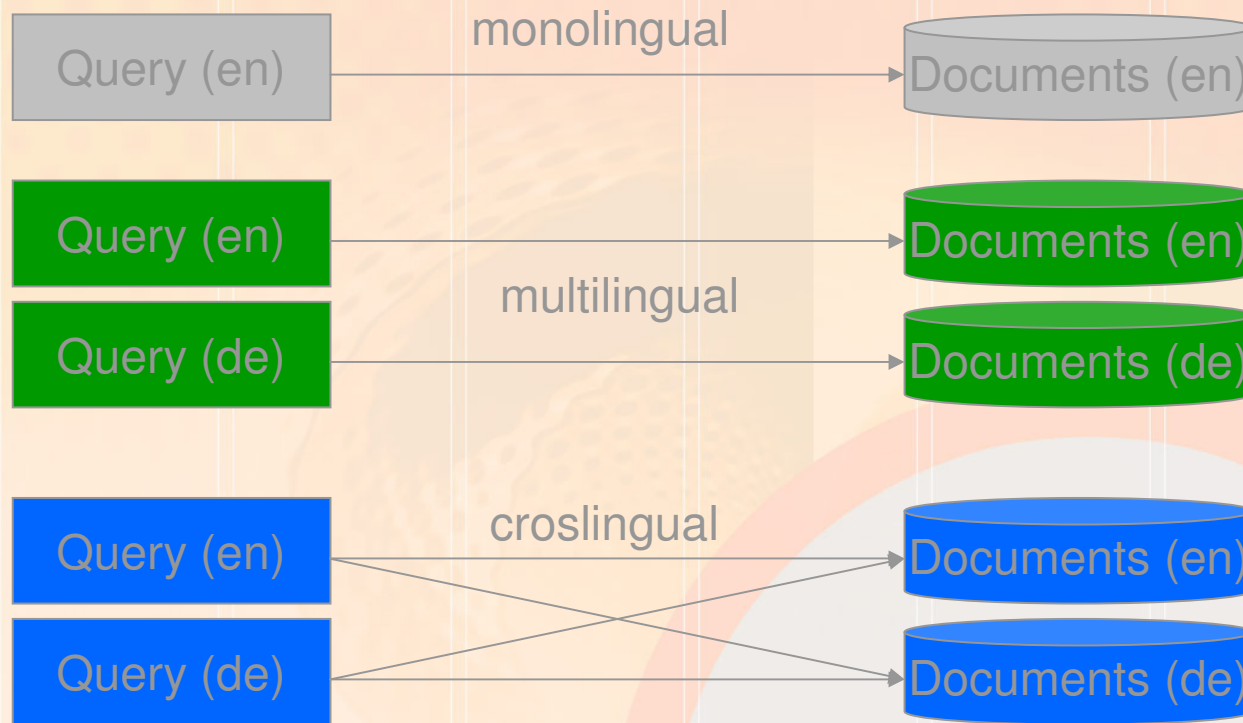 monolingual
Query (en)
Documents (en)
Query (en)
Documents (en)
multilingual
Query (de)
Documents (de)
croslingual
Query (en)
Documents (en)
Query (de)
Documents (de)